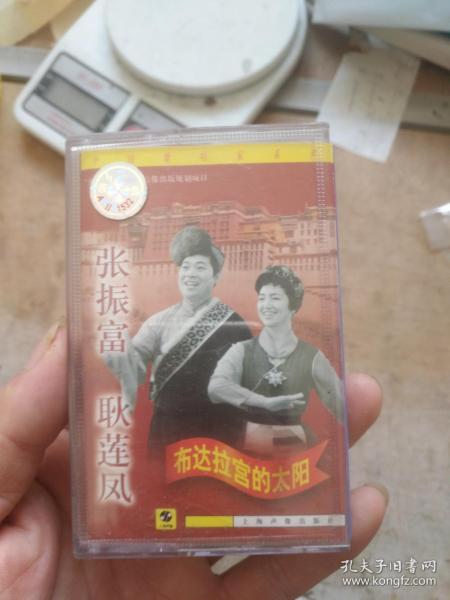 张振富
耿莲凤
布达拉宫的太阳
上海声像出版社
孔夫子旧书网
www.kongfz.com